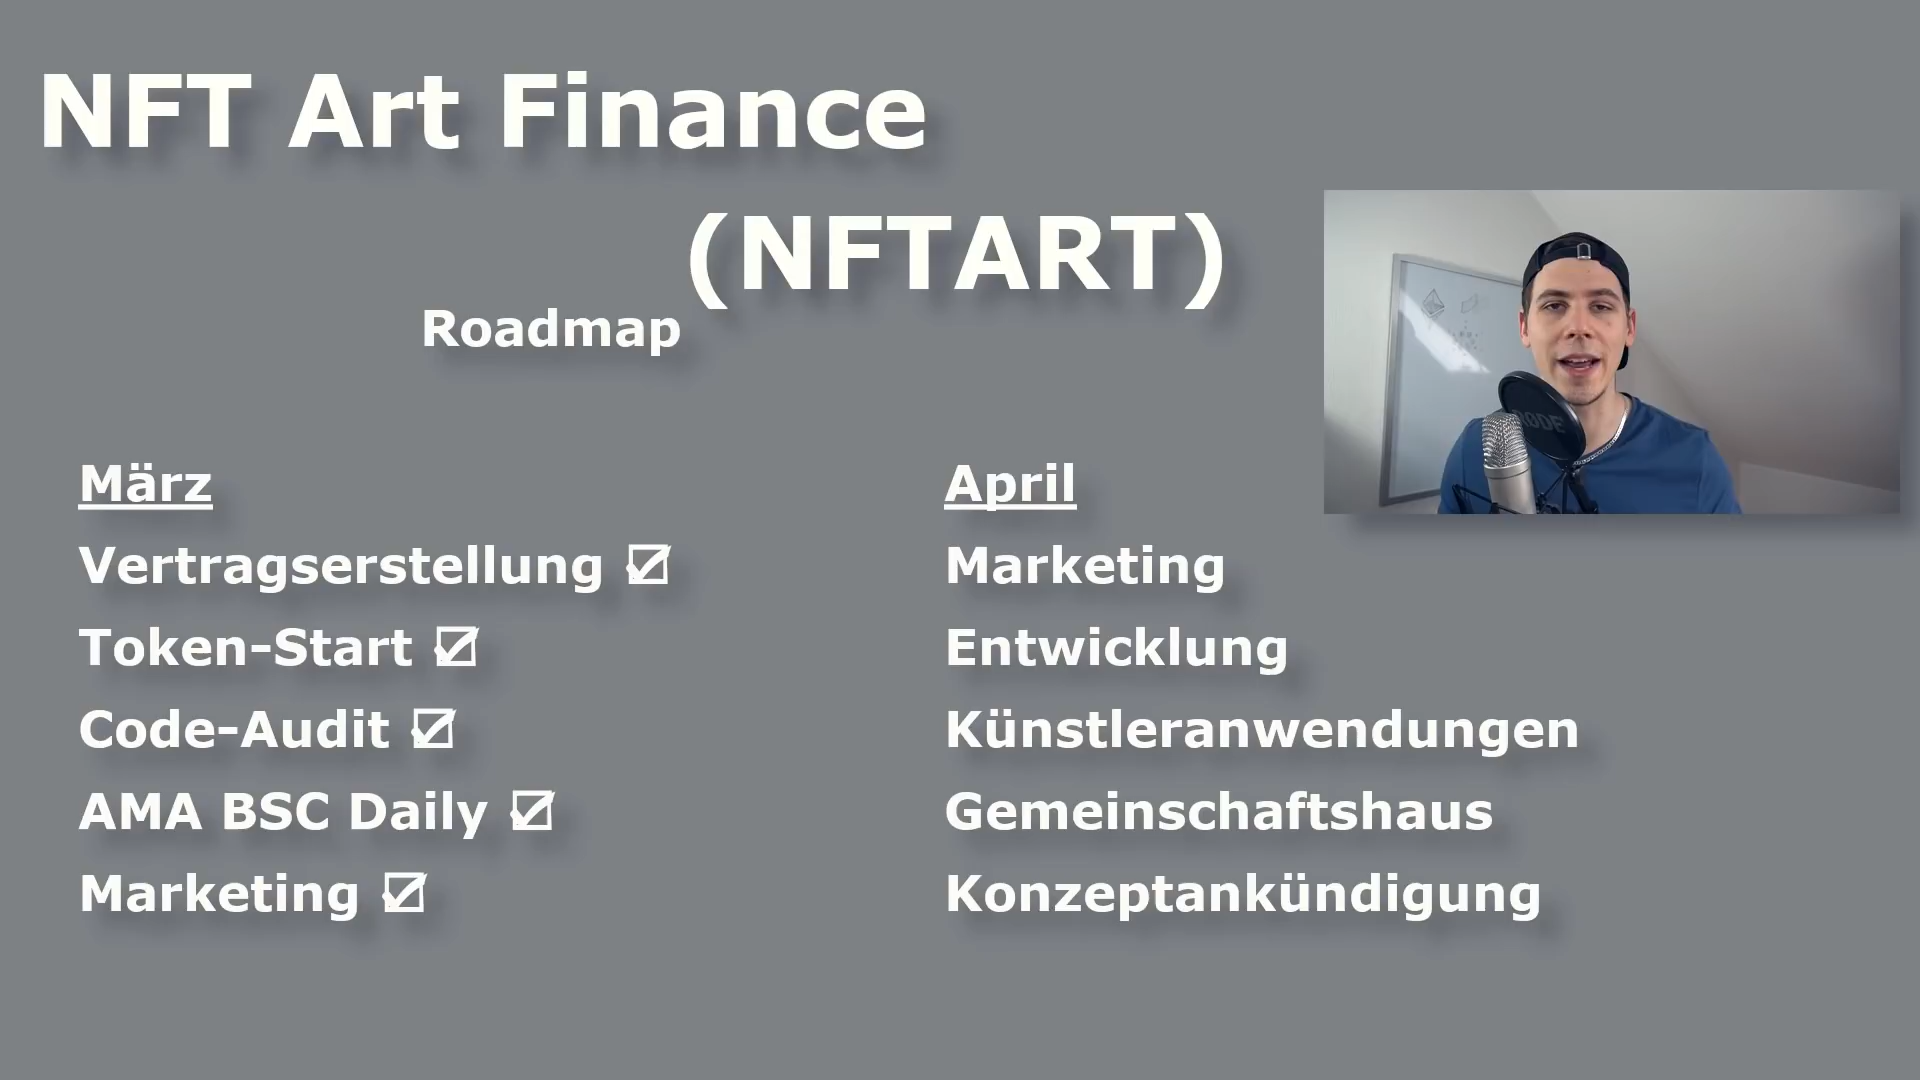 NFT Art Finance
(NFTART)
Roadmap
März
Vertragserstellung ☑
Token-Start ☑
Code-Audit ☑
AMA BSC Daily ☑
Marketing ☑
April
Marketing
Entwicklung
Künstleranwendungen
Gemeinschaftshaus
Konzeptankündigung
RØDE